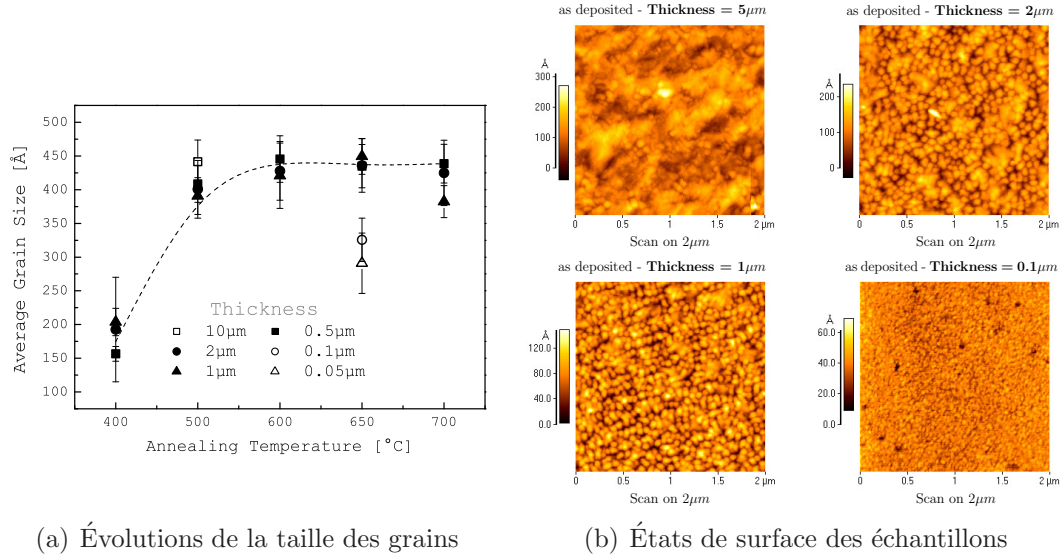 Average Grain Size [Å]
500
450
400
350
300
250
200
150
100
Thickness
10µm 0.5µm
2µm 0.1µm
1µm 0.05µm
400 500 600 650 700
Annealing Temperature [°C]
(a) Évolutions de la taille des grains
as deposited - Thickness = 5µm
Å
300
200
100
0
0 0.5 1 1.5 2 µm
Scan on 2µm
as deposited - Thickness = 2µm
Å
200
100
0
0 0.5 1 1.5 2 µm
Scan on 2µm
as deposited - Thickness = 1µm
Å
120.0
80.0
40.0
0.0
0 0.5 1 1.5 2 µm
Scan on 2µm
as deposited - Thickness = 0.1µm
Å
60.0
40.0
20.0
0.0
0 0.5 1 1.5 2 µm
Scan on 2µm
(b) États de surface des échantillons